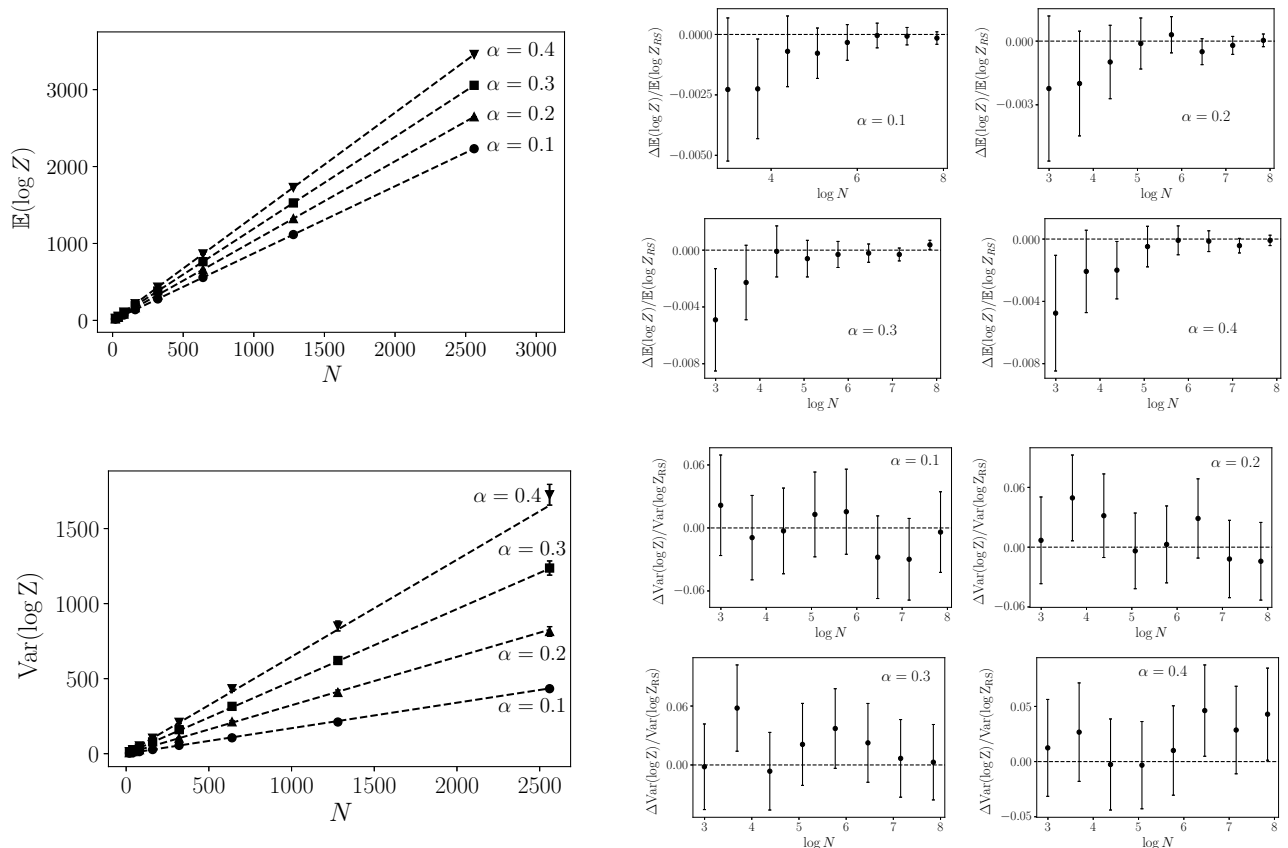 𝔼(log Z)
3000
2000
1000
0
α = 0.4
α = 0.3
α = 0.2
α = 0.1
0 500 1000 1500 2000 2500 3000
N
Δ𝔼(log Z)/𝔼(log Z_RS)
0.0000
−0.0025
−0.0050
α = 0.1
4 5 6 7 8
log N
Δ𝔼(log Z)/𝔼(log Z_RS)
0.000
−0.003
α = 0.2
3 4 5 6 7 8
log N
Δ𝔼(log Z)/𝔼(log Z_RS)
0.000
−0.004
−0.008
α = 0.3
3 4 5 6 7 8
log N
Δ𝔼(log Z)/𝔼(log Z_RS)
0.000
−0.004
−0.008
α = 0.4
3 4 5 6 7 8
log N
Var(log Z)
1500
1000
500
0
α = 0.4
α = 0.3
α = 0.2
α = 0.1
0 500 1000 1500 2000 2500
N
ΔVar(log Z)/Var(log Z_RS)
0.06
0.00
−0.06
α = 0.1
3 4 5 6 7 8
log N
ΔVar(log Z)/Var(log Z_RS)
0.06
0.00
−0.06
α = 0.2
3 4 5 6 7 8
log N
ΔVar(log Z)/Var(log Z_RS)
0.06
0.00
α = 0.3
3 4 5 6 7 8
log N
ΔVar(log Z)/Var(log Z_RS)
0.05
0.00
−0.05
α = 0.4
3 4 5 6 7 8
log N